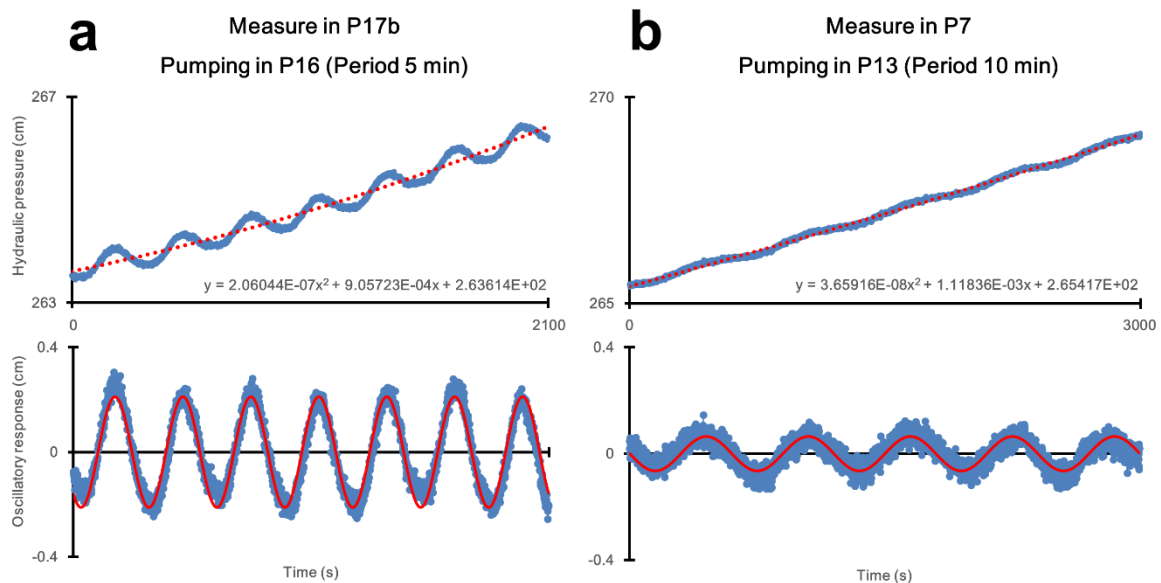 a
Measure in P17b
Pumping in P16 (Period 5 min)
267
Hydraulic pressure (cm)
y = 2.06044E-07x² + 9.05723E-04x + 2.63614E+02
263
0
2100
0.4
Oscillatory response (cm)
0
-0.4
Time (s)
b
Measure in P7
Pumping in P13 (Period 10 min)
270
y = 3.65916E-08x² + 1.11836E-03x + 2.65417E+02
265
0
3000
0.4
0
-0.4
Time (s)